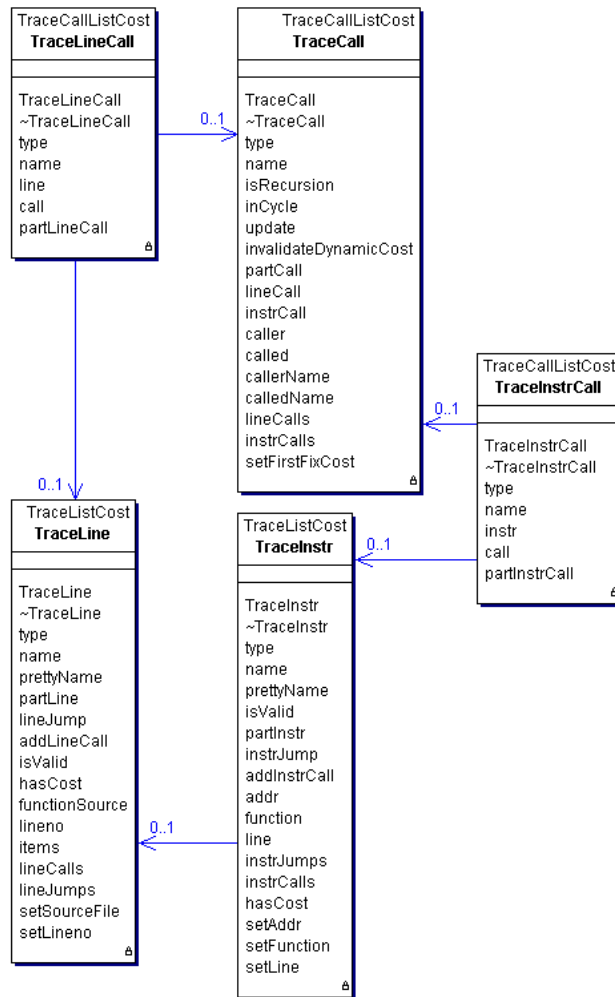 TraceCallListCost
TraceLineCall
TraceLineCall
~TraceLineCall
type
name
line
call
partLineCall
0..1
0..1
TraceCallListCost
TraceCall
TraceCall
~TraceCall
type
name
isRecursion
inCycle
update
invalidateDynamicCost
partCall
lineCall
instrCall
caller
called
callerName
calledName
lineCalls
instrCalls
setFirstFixCost
TraceCallListCost
TraceInstrCall
TraceInstrCall
~TraceInstrCall
type
name
instr
call
partInstrCall
0..1
0..1
TraceListCost
TraceLine
TraceLine
~TraceLine
type
name
prettyName
partLine
lineJump
addLineCall
isValid
hasCost
functionSource
lineno
items
lineCalls
lineJumps
setSourceFile
setLineno
0..1
TraceListCost
TraceInstr
TraceInstr
~TraceInstr
type
name
prettyName
isValid
partInstr
instrJump
addInstrCall
addr
function
line
instrJumps
instrCalls
hasCost
setAddr
setFunction
setLine